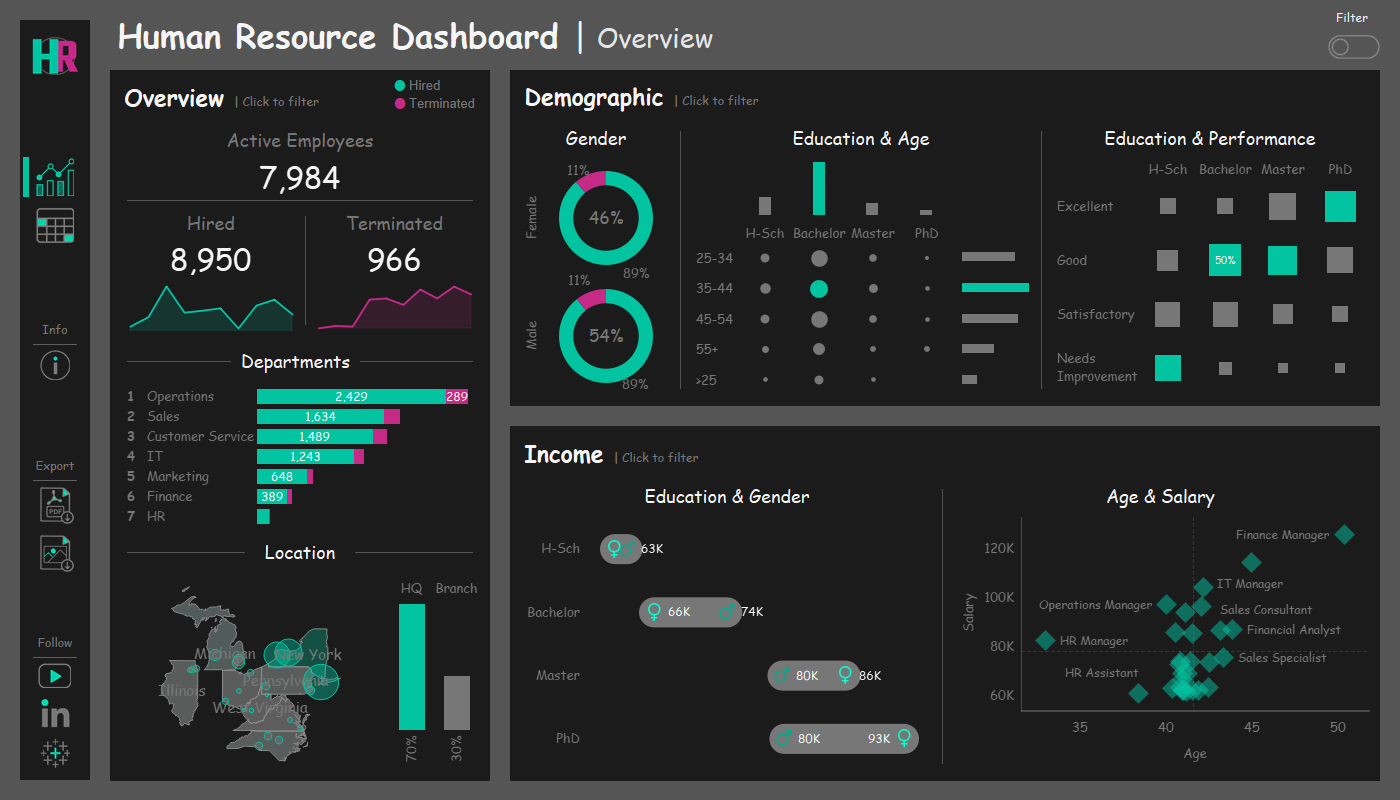 Human Resource Dashboard | Overview
Filter
HR
Info
Export
PDF
Follow
in
Overview | Click to filter
Hired
Terminated
Active Employees
7,984
Hired
8,950
Terminated
966
Departments
1 Operations 2,429 289
2 Sales 1,634
3 Customer Service 1,489
4 IT 1,243
5 Marketing 648
6 Finance 389
7 HR
Location
Michigan
New York
Illinois
Pennsylvania
West Virginia
HQ Branch
70% 30%
Demographic | Click to filter
Gender
Female
11%
46%
89%
Male
11%
54%
89%
Education & Age
H-Sch Bachelor Master PhD
25-34
35-44
45-54
55+
>25
Education & Performance
H-Sch Bachelor Master PhD
Excellent
Good 50%
Satisfactory
Needs
Improvement
Income | Click to filter
Education & Gender
H-Sch 63K
Bachelor 66K 74K
Master 80K 86K
PhD 80K 93K
Age & Salary
Salary
120K
100K
80K
60K
Finance Manager
IT Manager
Operations Manager
Sales Consultant
Financial Analyst
HR Manager
Sales Specialist
HR Assistant
35 40 45 50
Age